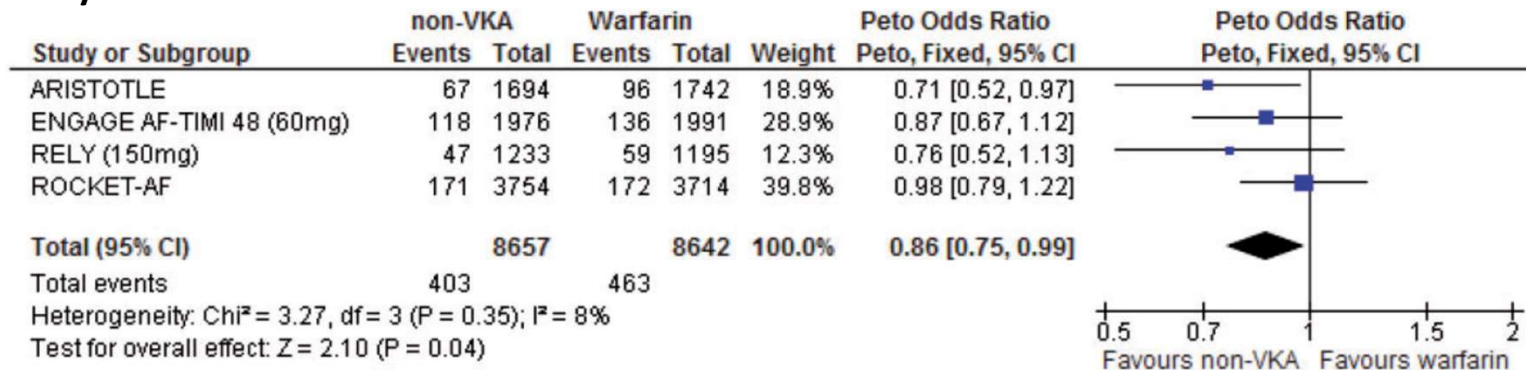 non-VKA Warfarin Peto Odds Ratio Peto Odds Ratio
Study or Subgroup Events Total Events Total Weight Peto, Fixed, 95% CI Peto, Fixed, 95% CI
ARISTOTLE 67 1694 96 1742 18.9% 0.71 [0.52, 0.97]
ENGAGE AF-TIMI 48 (60mg) 118 1976 136 1991 28.9% 0.87 [0.67, 1.12]
RELY (150mg) 47 1233 59 1195 12.3% 0.76 [0.52, 1.13]
ROCKET-AF 171 3754 172 3714 39.8% 0.98 [0.79, 1.22]
Total (95% CI) 8657 8642 100.0% 0.86 [0.75, 0.99]
Total events 403 463
Heterogeneity: Chi² = 3.27, df = 3 (P = 0.35); I² = 8%
Test for overall effect: Z = 2.10 (P = 0.04)
0.5 0.7 1 1.5 2
Favours non-VKA Favours warfarin